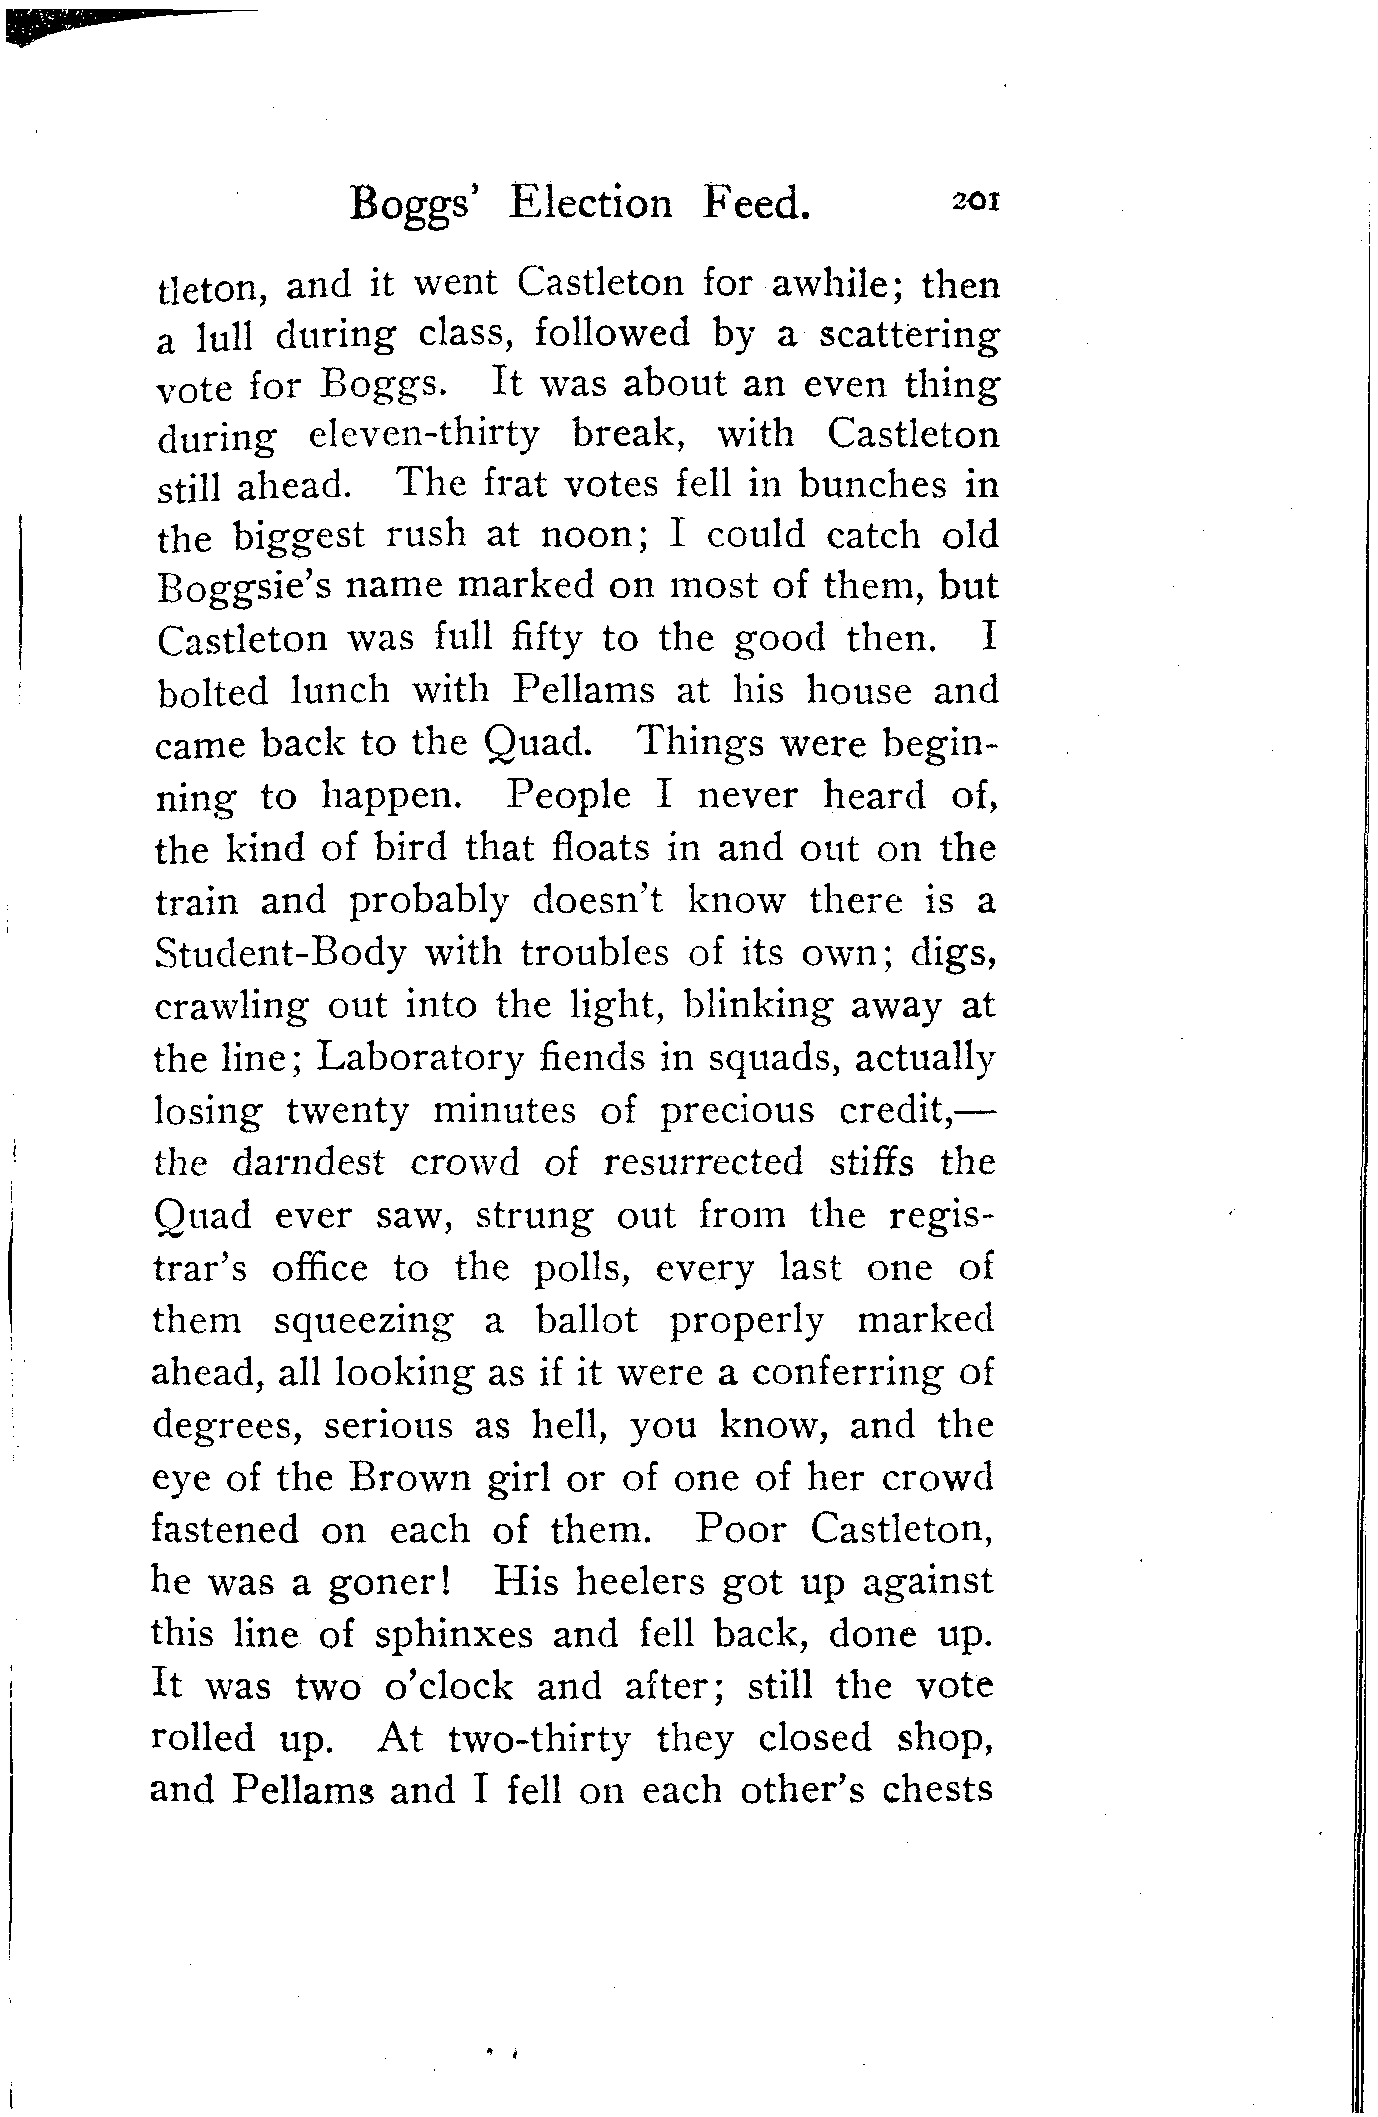 Boggs' Election Feed. 201
tleton, and it went Castleton for awhile; then
a lull during class, followed by a scattering
vote for Boggs. It was about an even thing
during eleven-thirty break, with Castleton
still ahead. The frat votes fell in bunches in
the biggest rush at noon; I could catch old
Boggsie's name marked on most of them, but
Castleton was full fifty to the good then. I
bolted lunch with Pellams at his house and
came back to the Quad. Things were begin-
ning to happen. People I never heard of,
the kind of bird that floats in and out on the
train and probably doesn't know there is a
Student-Body with troubles of its own; digs,
crawling out into the light, blinking away at
the line; Laboratory fiends in squads, actually
losing twenty minutes of precious credit,—
the darndest crowd of resurrected stiffs the
Quad ever saw, strung out from the regis-
trar's office to the polls, every last one of
them squeezing a ballot properly marked
ahead, all looking as if it were a conferring of
degrees, serious as hell, you know, and the
eye of the Brown girl or of one of her crowd
fastened on each of them. Poor Castleton,
he was a goner! His heelers got up against
this line of sphinxes and fell back, done up.
It was two o'clock and after; still the vote
rolled up. At two-thirty they closed shop,
and Pellams and I fell on each other's chests